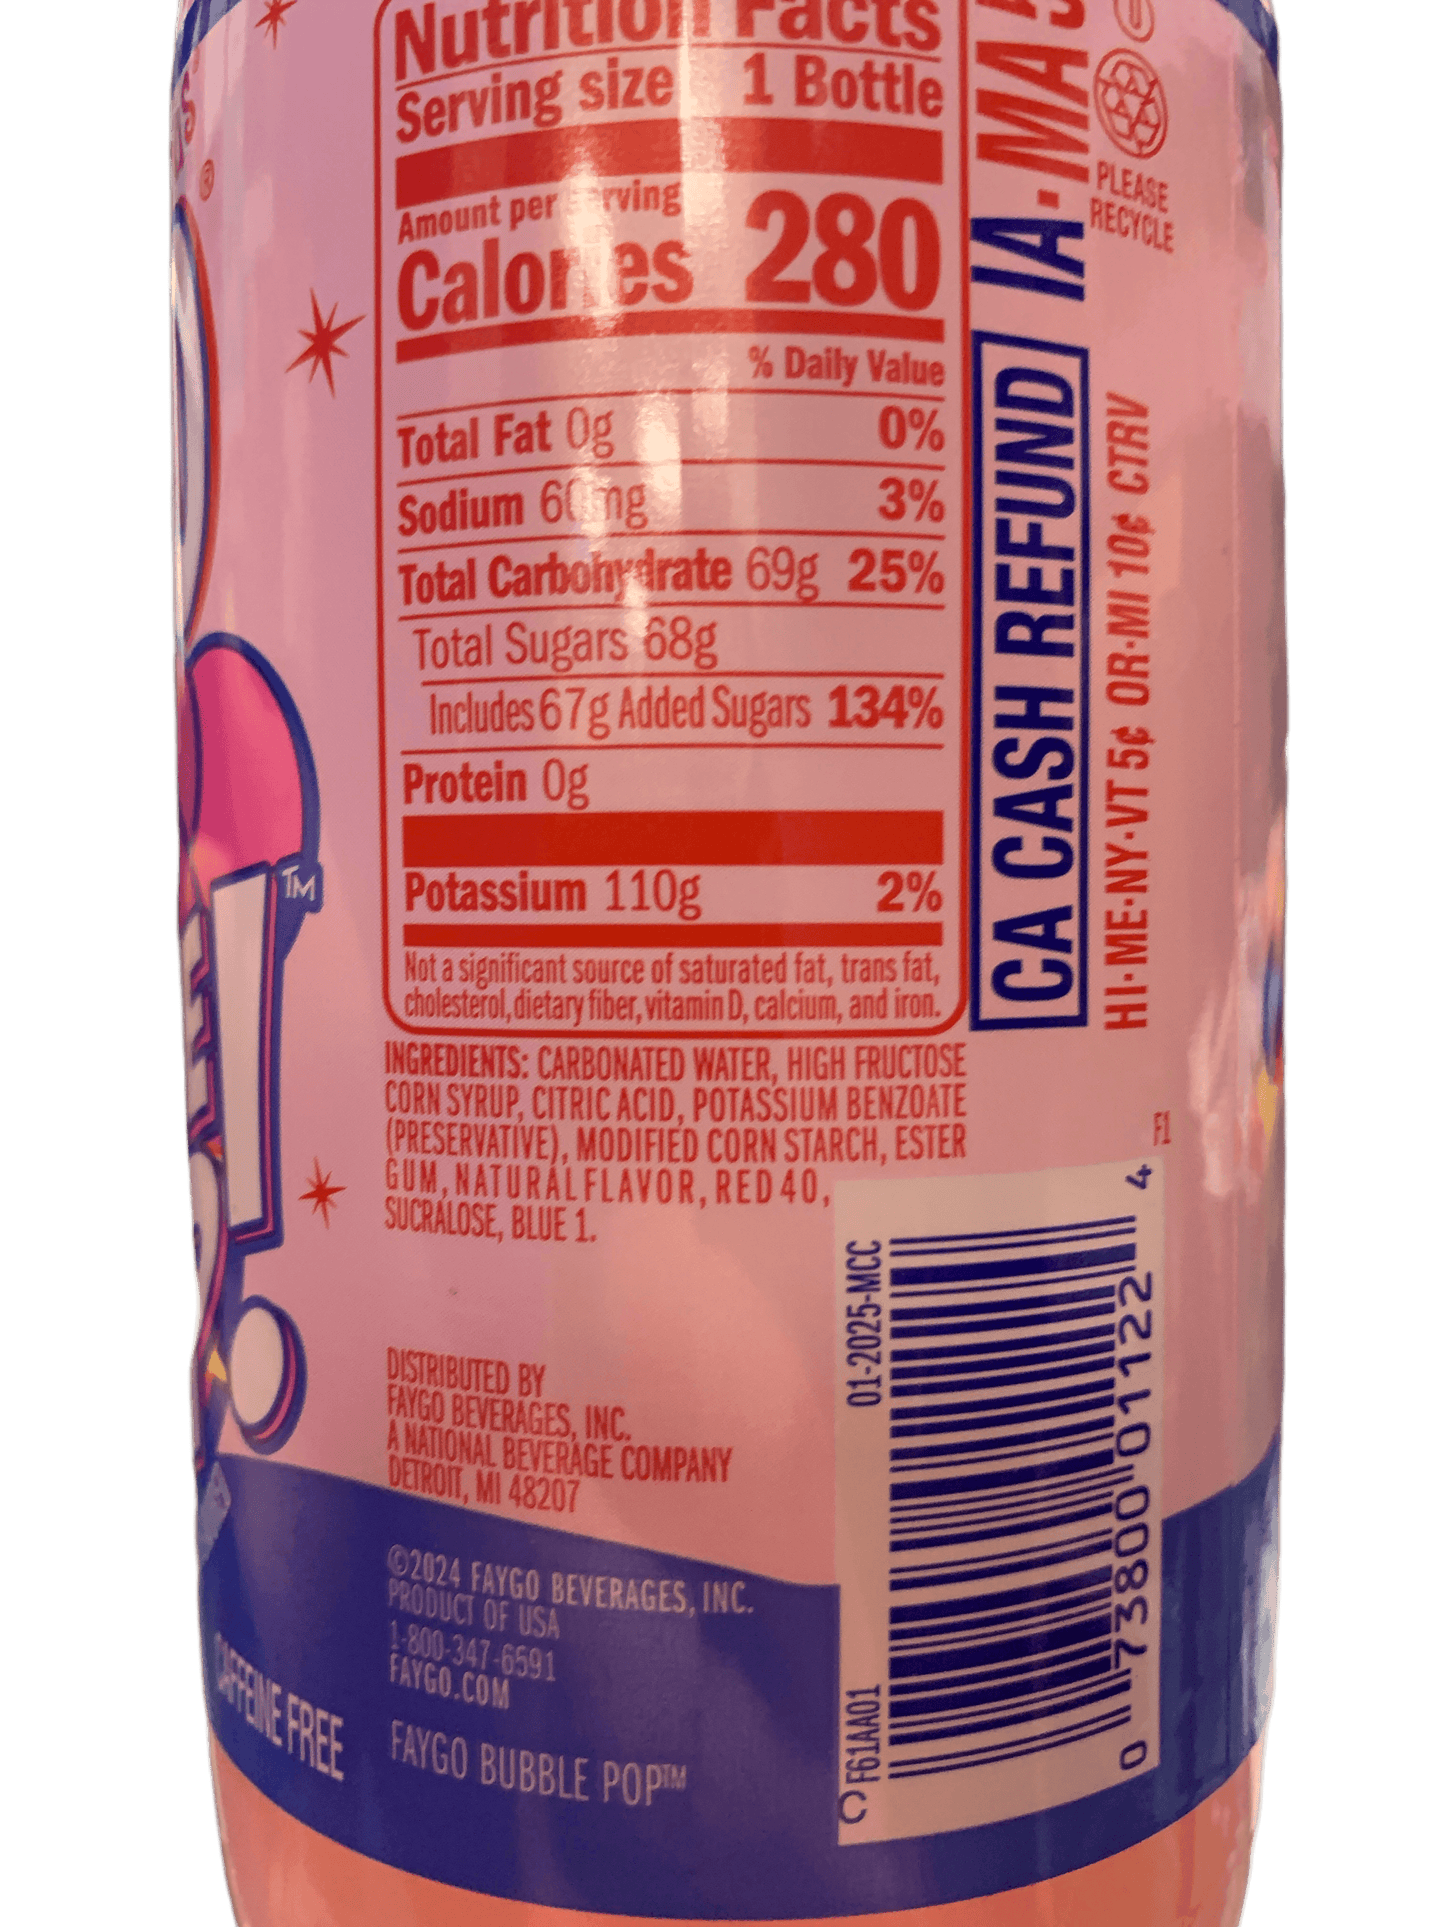 Nutrition Facts
Serving size 1 Bottle
Amount per serving
Calories 280
% Daily Value
Total Fat 0g 0%
Sodium 60mg 3%
Total Carbohydrate 69g 25%
Total Sugars 68g
Includes 67g Added Sugars 134%
Protein 0g
Potassium 110g 2%
Not a significant source of saturated fat, trans fat,
cholesterol, dietary fiber, vitamin D, calcium, and iron.
INGREDIENTS: CARBONATED WATER, HIGH FRUCTOSE
CORN SYRUP, CITRIC ACID, POTASSIUM BENZOATE
(PRESERVATIVE), MODIFIED CORN STARCH, ESTER
GUM, NATURAL FLAVOR, RED 40,
SUCRALOSE, BLUE 1.
DISTRIBUTED BY
FAYGO BEVERAGES, INC.
A NATIONAL BEVERAGE COMPANY
DETROIT, MI 48207
©2024 FAYGO BEVERAGES, INC.
PRODUCT OF USA
1-800-347-6591
FAYGO.COM
FAYGO BUBBLE POP™
CAFFEINE FREE
®
TM
CA CASH REFUND IA-MA
HI-ME-NY-VT 5¢ OR-MI 10¢ CTRV
U
PLEASE
RECYCLE
F1
F61AA01 01-2025-MCC
0 73800 01122 4